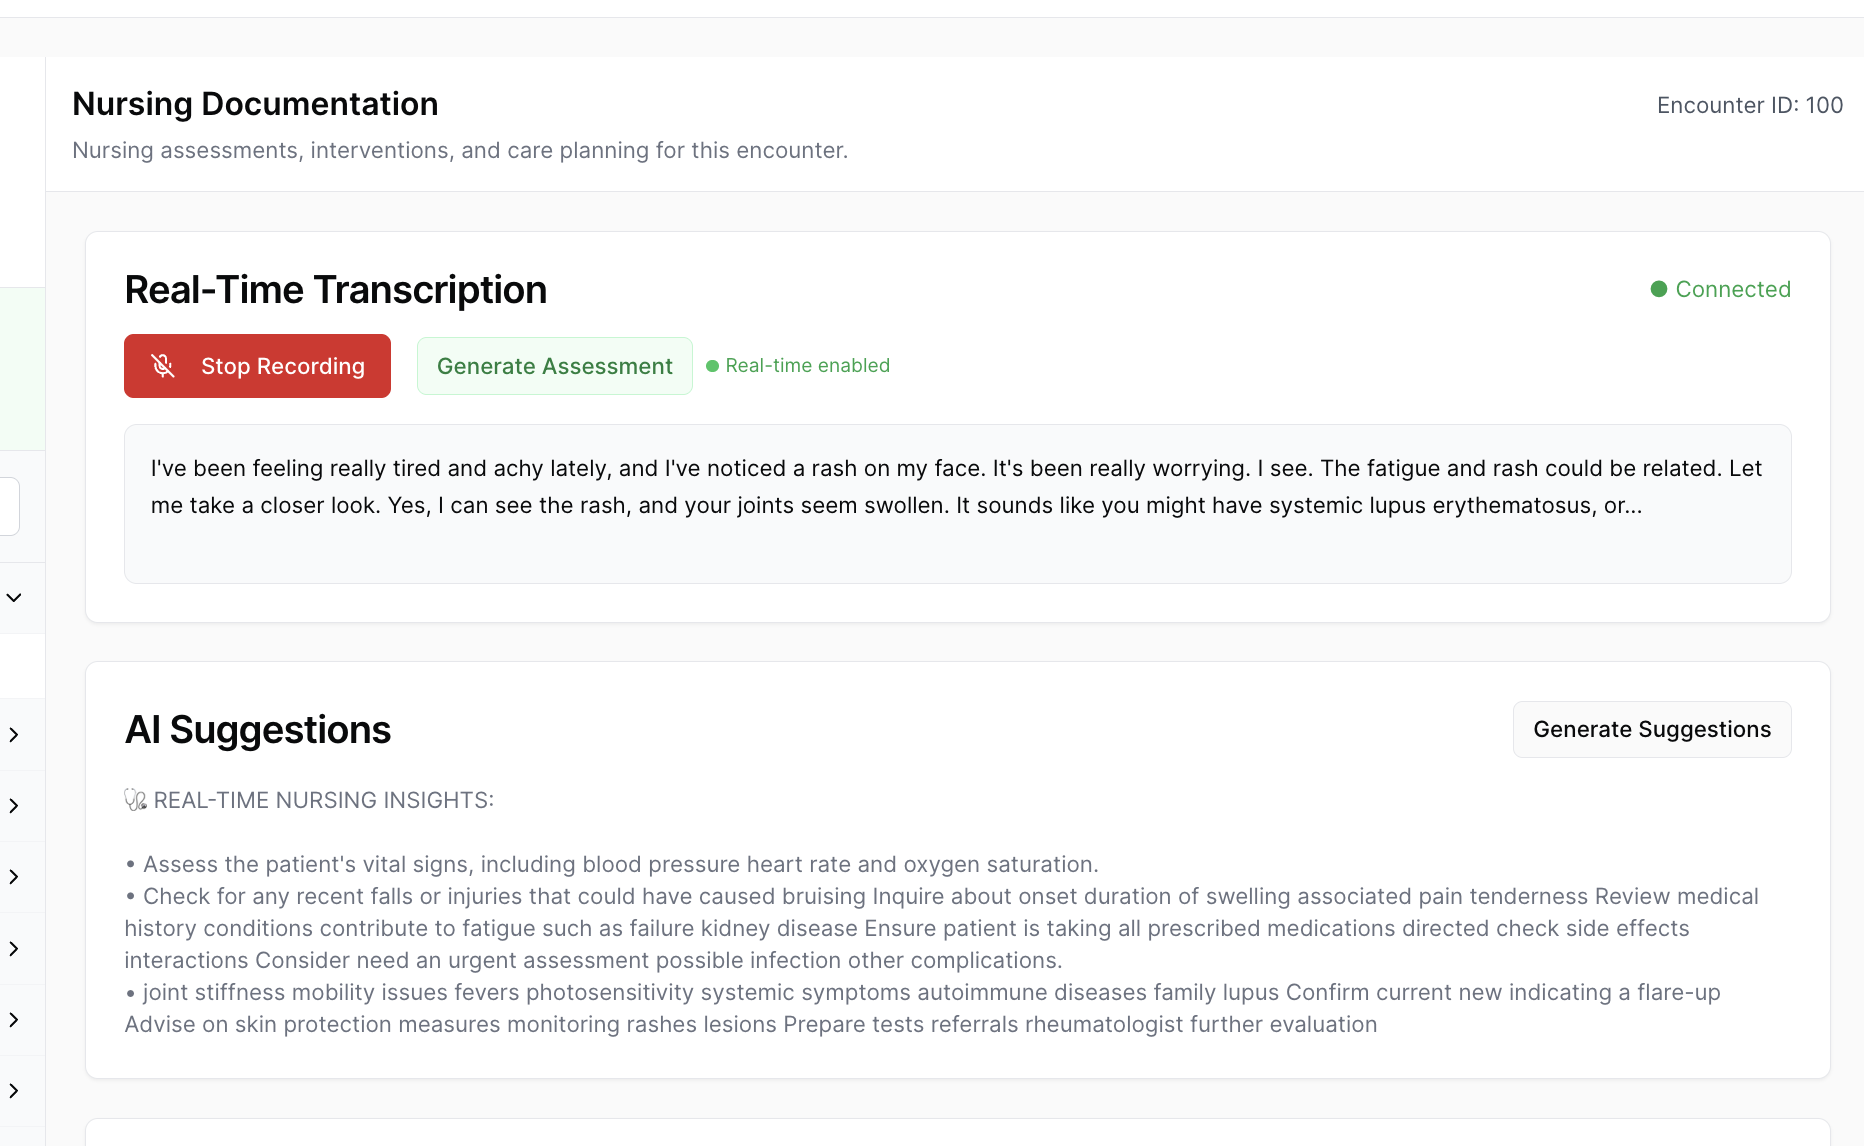 Nursing Documentation
Encounter ID: 100
Nursing assessments, interventions, and care planning for this encounter.
Real-Time Transcription
Connected
Stop Recording
Generate Assessment
Real-time enabled
I've been feeling really tired and achy lately, and I've noticed a rash on my face. It's been really worrying. I see. The fatigue and rash could be related. Let
me take a closer look. Yes, I can see the rash, and your joints seem swollen. It sounds like you might have systemic lupus erythematosus, or...
AI Suggestions
Generate Suggestions
🩺 REAL-TIME NURSING INSIGHTS:
• Assess the patient's vital signs, including blood pressure heart rate and oxygen saturation.
• Check for any recent falls or injuries that could have caused bruising Inquire about onset duration of swelling associated pain tenderness Review medical
history conditions contribute to fatigue such as failure kidney disease Ensure patient is taking all prescribed medications directed check side effects
interactions Consider need an urgent assessment possible infection other complications.
• joint stiffness mobility issues fevers photosensitivity systemic symptoms autoimmune diseases family lupus Confirm current new indicating a flare-up
Advise on skin protection measures monitoring rashes lesions Prepare tests referrals rheumatologist further evaluation